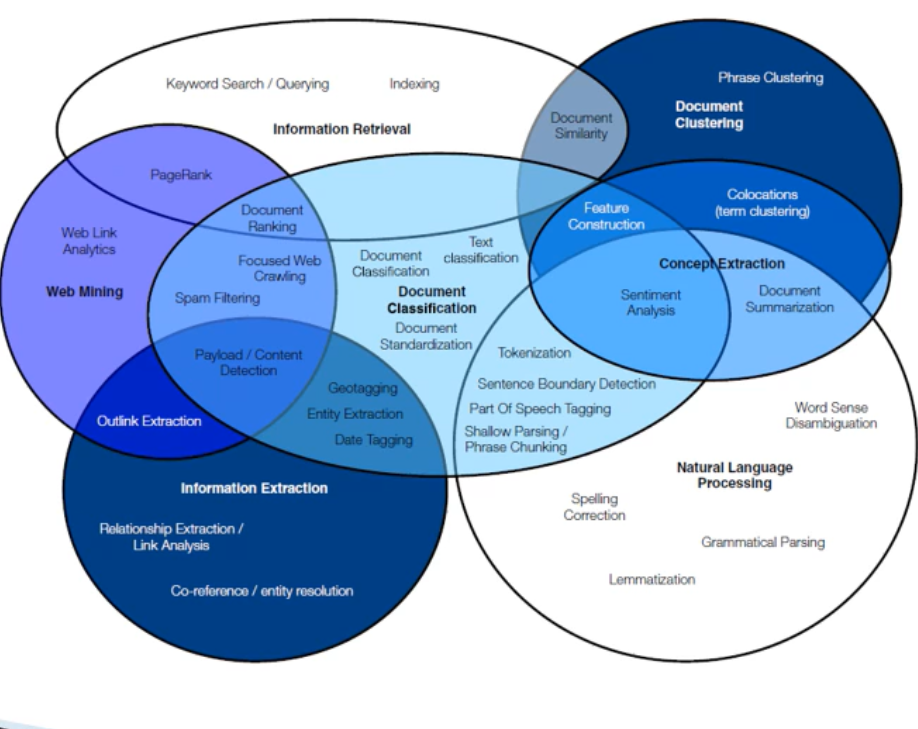 Keyword Search / Querying
Indexing
Information Retrieval
Phrase Clustering
Document
Clustering
Document
Similarity
PageRank
Document
Ranking
Web Link
Analytics
Focused Web
Crawling
Web Mining
Spam Filtering
Document
Classification
Text
classification
Document
Classification
Document
Standardization
Feature
Construction
Colocations
(term clustering)
Concept Extraction
Sentiment
Analysis
Document
Summarization
Payload / Content
Detection
Geotagging
Entity Extraction
Date Tagging
Outlink Extraction
Tokenization
Sentence Boundary Detection
Part Of Speech Tagging
Shallow Parsing /
Phrase Chunking
Word Sense
Disambiguation
Natural Language
Processing
Information Extraction
Relationship Extraction /
Link Analysis
Co-reference / entity resolution
Spelling
Correction
Grammatical Parsing
Lemmatization